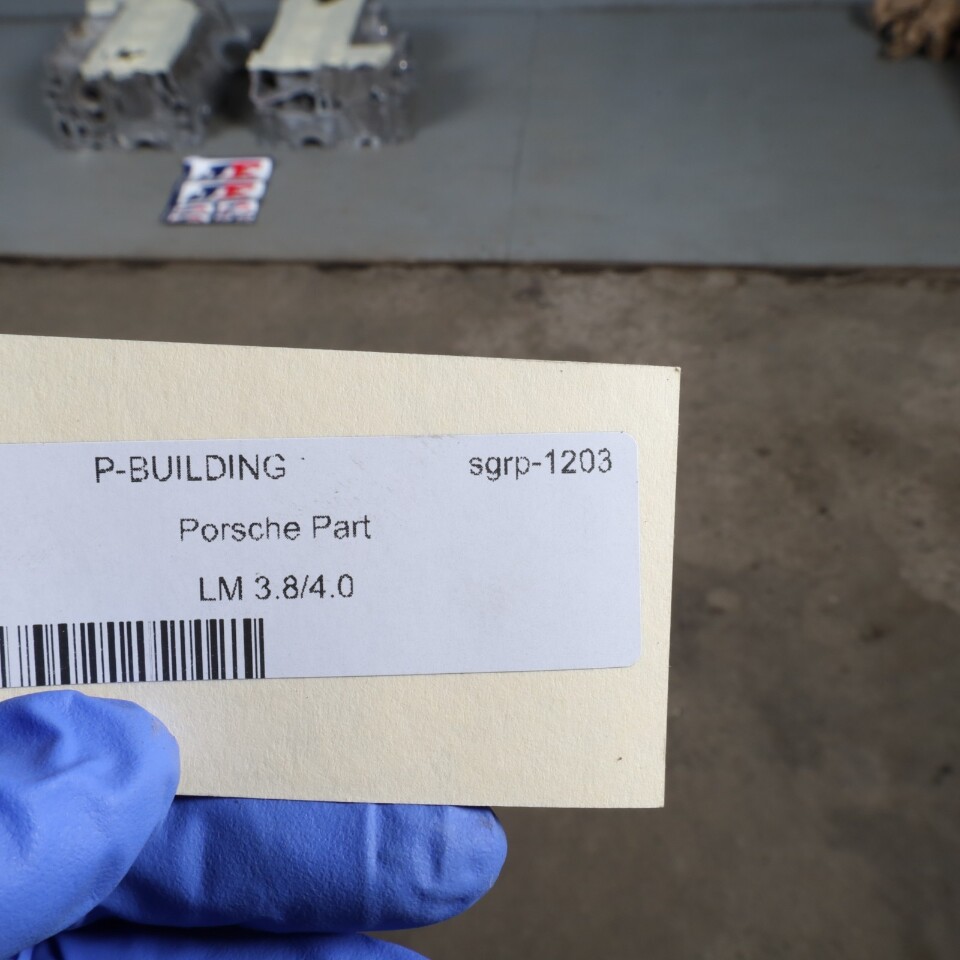 P-BUILDING sgrp-1203
Porsche Part
LM 3.8/4.0